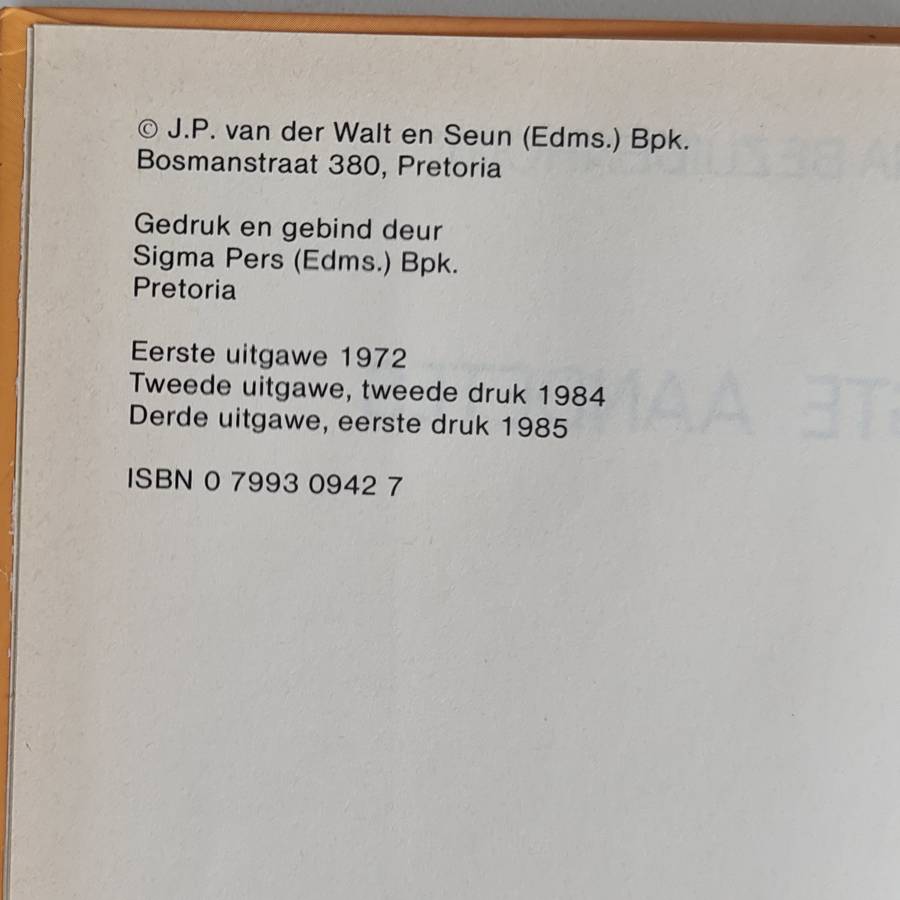 © J.P. van der Walt en Seun (Edms.) Bpk.
Bosmanstraat 380, Pretoria
Gedruk en gebind deur
Sigma Pers (Edms.) Bpk.
Pretoria
Eerste uitgawe 1972
Tweede uitgawe, tweede druk 1984
Derde uitgawe, eerste druk 1985
ISBN 0 7993 0942 7